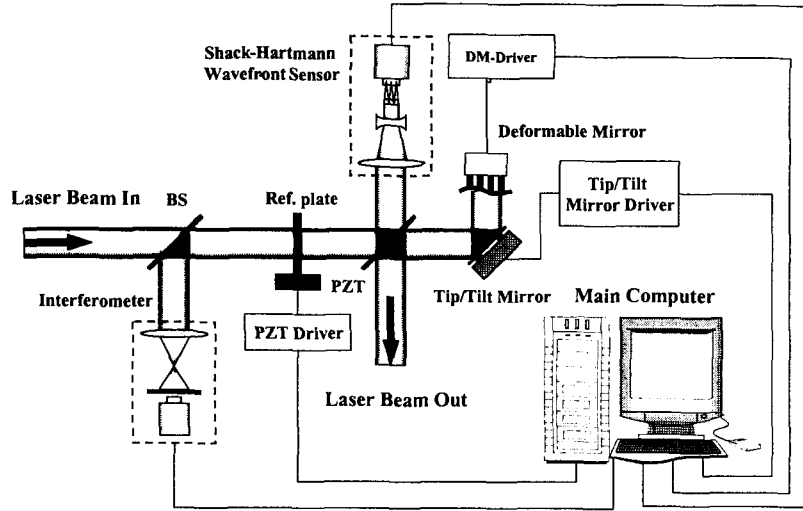 Shack-Hartmann
Wavefront Sensor
DM-Driver
Deformable Mirror
Tip/Tilt
Mirror Driver
Laser Beam In
BS
Ref. plate
Interferometer
PZT
Tip/Tilt Mirror
Main Computer
PZT Driver
Laser Beam Out